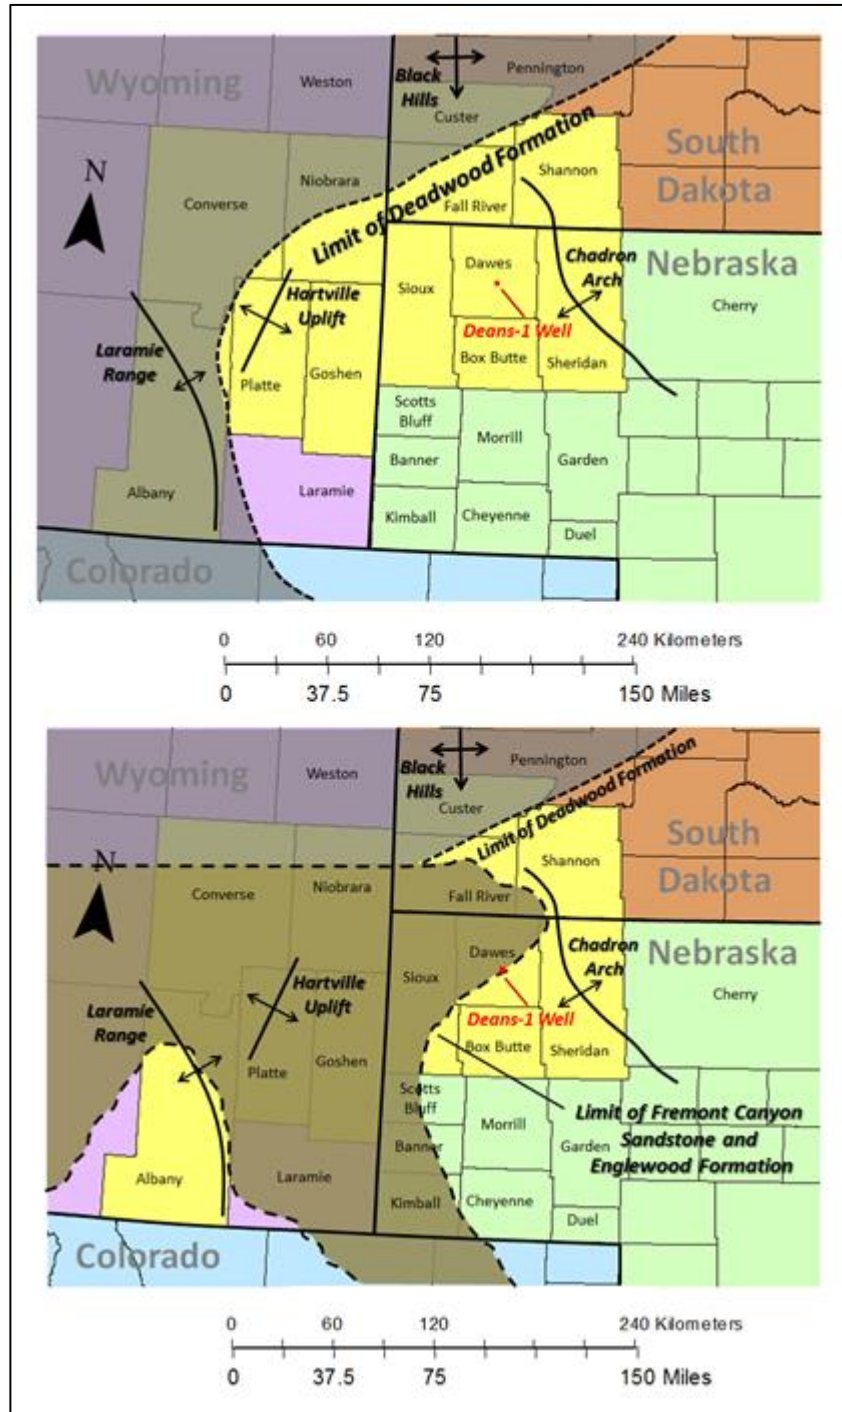 Wyoming
Weston
Black
Hills
Pennington
Custer
South
Dakota
N
Converse
Niobrara
Limit of Deadwood Formation
Fall River
Shannon
Hartville
Uplift
Sioux
Dawes
Chadron
Arch
Nebraska
Cherry
Deans-1 Well
Laramie
Range
Platte
Goshen
Box Butte
Sheridan
Scotts
Bluff
Morrill
Garden
Banner
Albany
Laramie
Kimball
Cheyenne
Duel
Colorado
0 60 120 240 Kilometers
0 37.5 75 150 Miles
Wyoming
Weston
Black
Hills
Pennington
Custer
Limit of Deadwood Formation
South
Dakota
N
Converse
Niobrara
Fall River
Shannon
Hartville
Uplift
Sioux
Dawes
Chadron
Arch
Nebraska
Cherry
Deans-1 Well
Laramie
Range
Platte
Goshen
Box Butte
Sheridan
Scotts
Bluff
Morrill
Limit of Fremont Canyon
Sandstone and
Englewood Formation
Garden
Banner
Albany
Laramie
Kimball
Cheyenne
Duel
Colorado
0 60 120 240 Kilometers
0 37.5 75 150 Miles